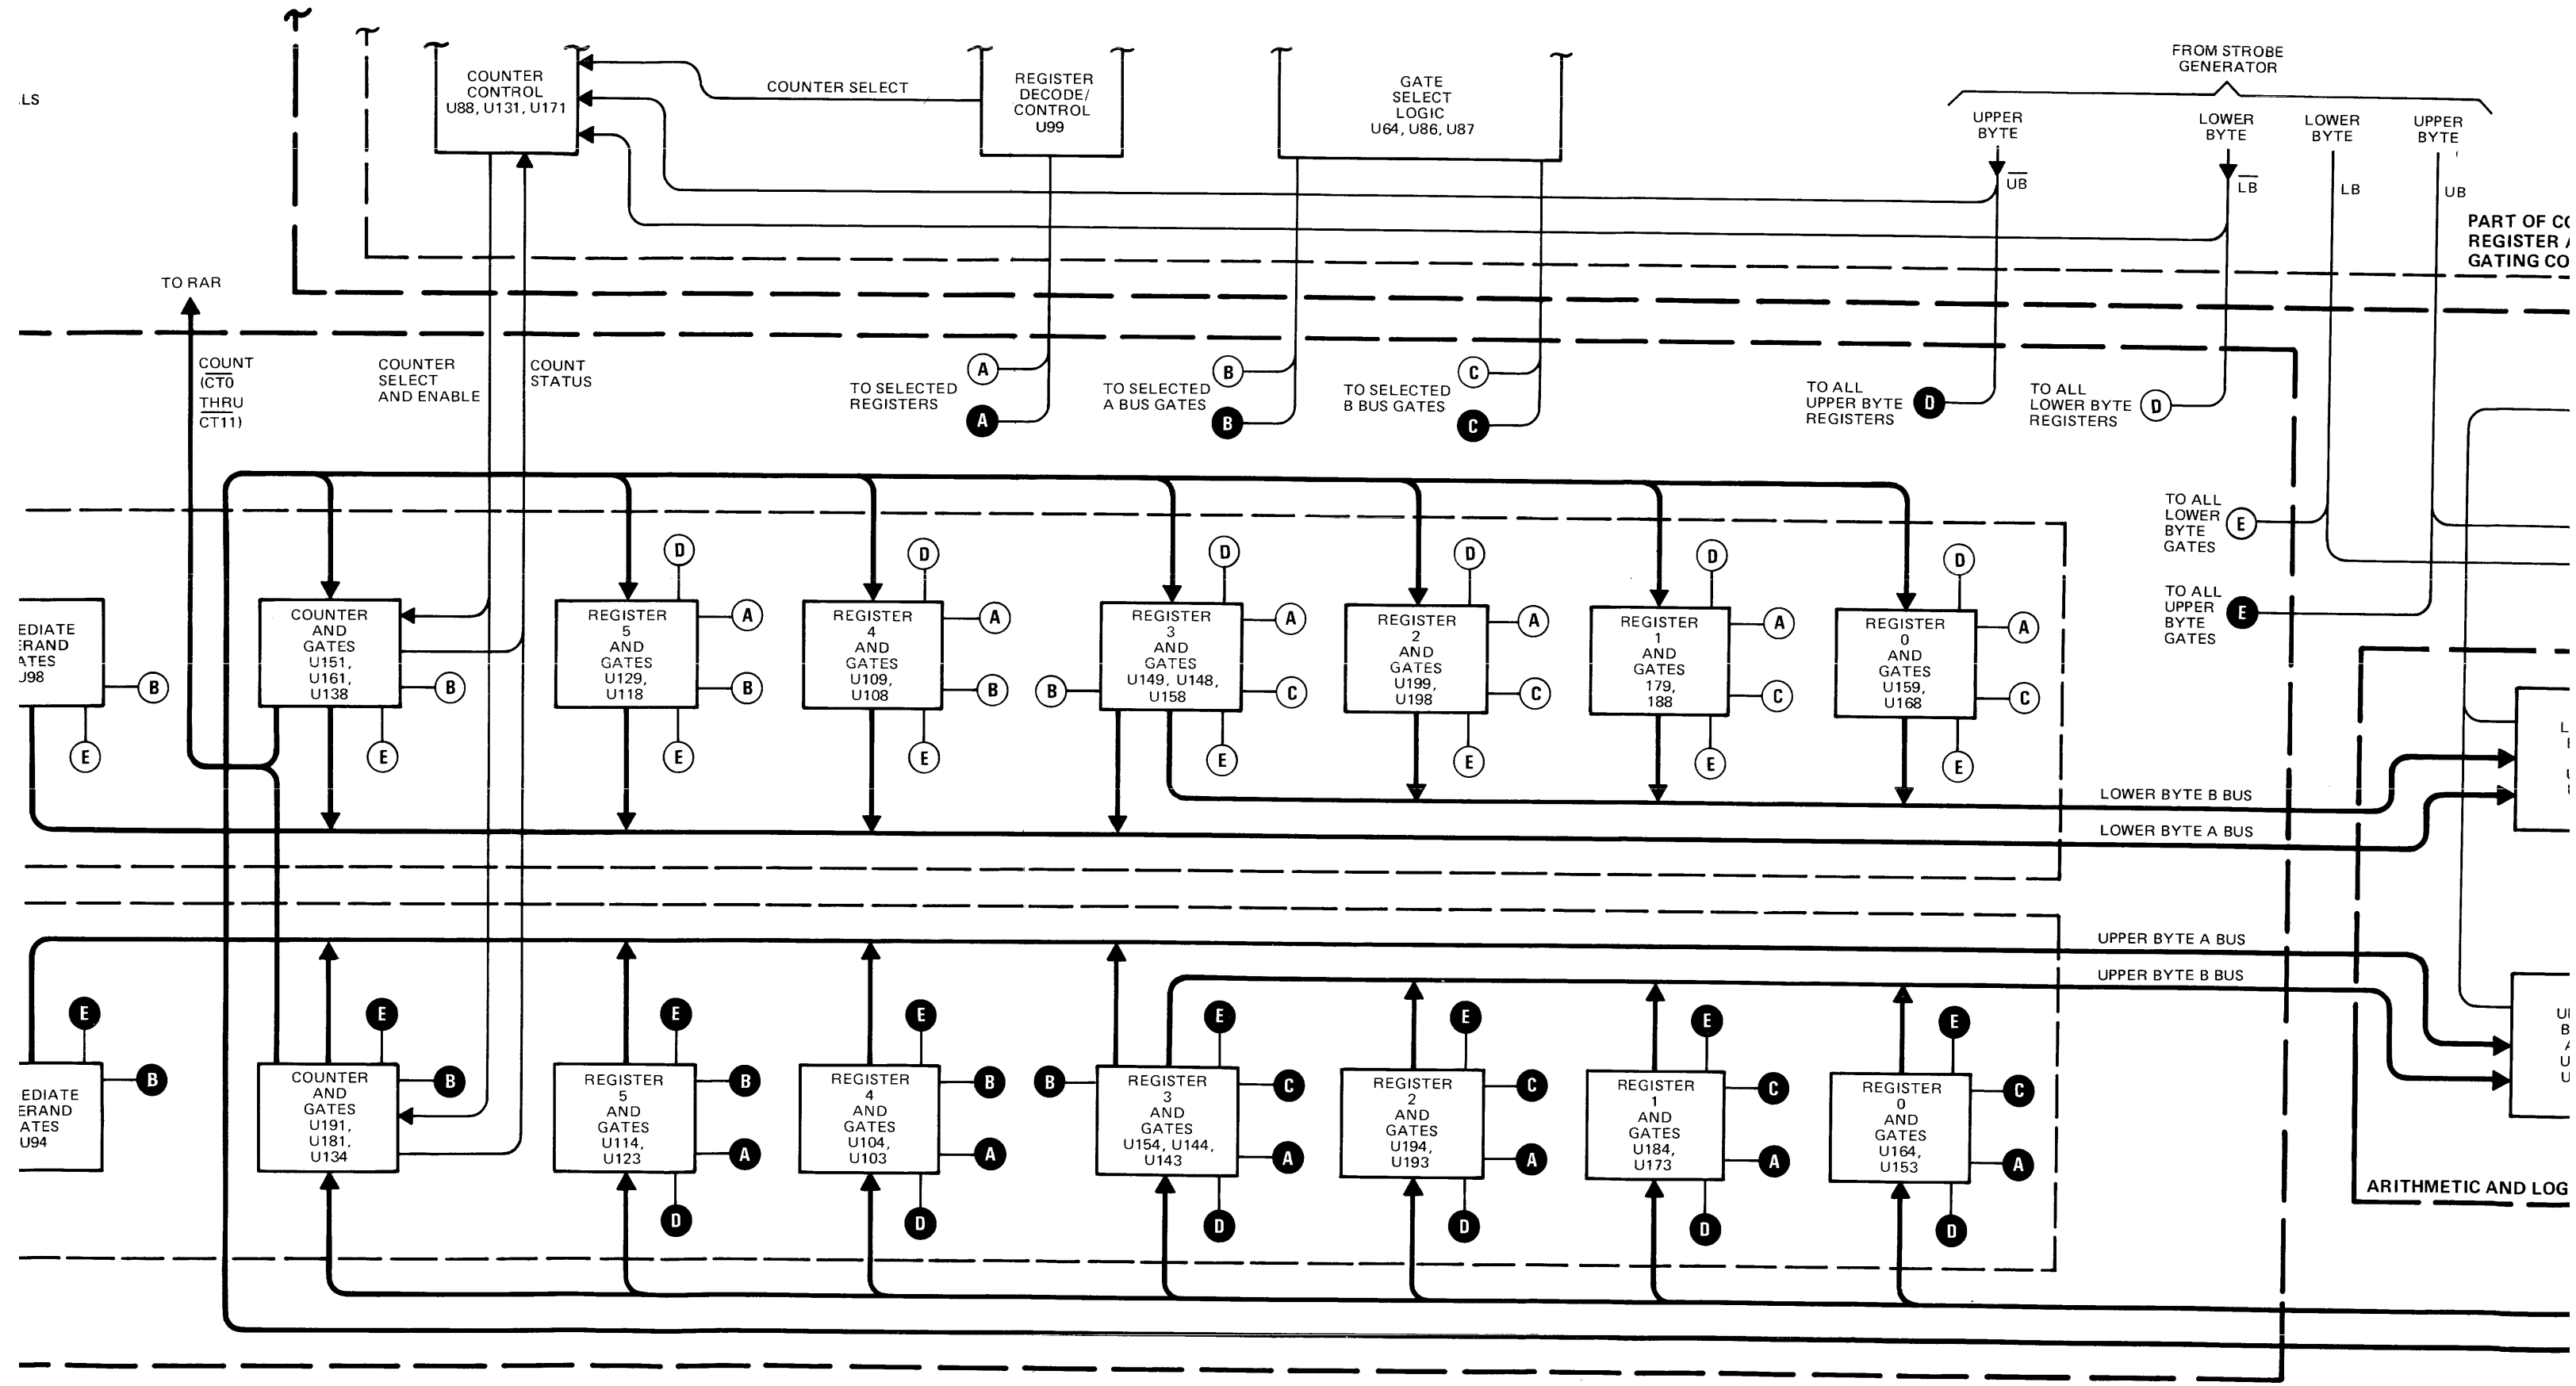 COUNTER
CONTROL
U88, U131, U171
COUNTER SELECT
REGISTER
DECODE/
CONTROL
U99
GATE
SELECT
LOGIC
U64, U86, U87
FROM STROBE
GENERATOR
UPPER
BYTE
LOWER
BYTE
LOWER
BYTE
UPPER
BYTE
UB
LB
LB
UB
LS
PART OF
REGISTER
GATING
TO RAR
COUNT
(CT0
THRU
CT11)
COUNTER
SELECT
AND ENABLE
COUNT
STATUS
TO SELECTED
REGISTERS
A
A
TO SELECTED
A BUS GATES
B
B
TO SELECTED
B BUS GATES
C
C
TO ALL
UPPER BYTE
REGISTERS
D
TO ALL
LOWER BYTE
REGISTERS
D
TO ALL
LOWER
BYTE
GATES
E
TO ALL
UPPER
BYTE
GATES
E
EDIATE
ERAND
ATES
U98
B
E
COUNTER
AND
GATES
U151,
U161,
U138
B
E
REGISTER
5
AND
GATES
U129,
U118
D
A
B
E
REGISTER
4
AND
GATES
U109,
U108
D
A
B
E
REGISTER
3
AND
GATES
U149, U148,
U158
D
A
B
C
E
REGISTER
2
AND
GATES
U199,
U198
D
A
C
E
REGISTER
1
AND
GATES
179,
188
D
A
C
E
REGISTER
0
AND
GATES
U159,
U168
D
A
C
E
LOWER BYTE B BUS
LOWER BYTE A BUS
UPPER BYTE A BUS
UPPER BYTE B BUS
EDIATE
ERAND
ATES
U94
E
B
COUNTER
AND
GATES
U191,
U181,
U134
E
B
REGISTER
5
AND
GATES
U114,
U123
E
B
A
D
REGISTER
4
AND
GATES
U104,
U103
E
B
A
D
REGISTER
3
AND
GATES
U154, U144,
U143
E
B
C
A
D
REGISTER
2
AND
GATES
U194,
U193
E
C
A
D
REGISTER
1
AND
GATES
U184,
U173
E
C
A
D
REGISTER
0
AND
GATES
U164,
U153
E
C
A
D
ARITHMETIC AND LOG